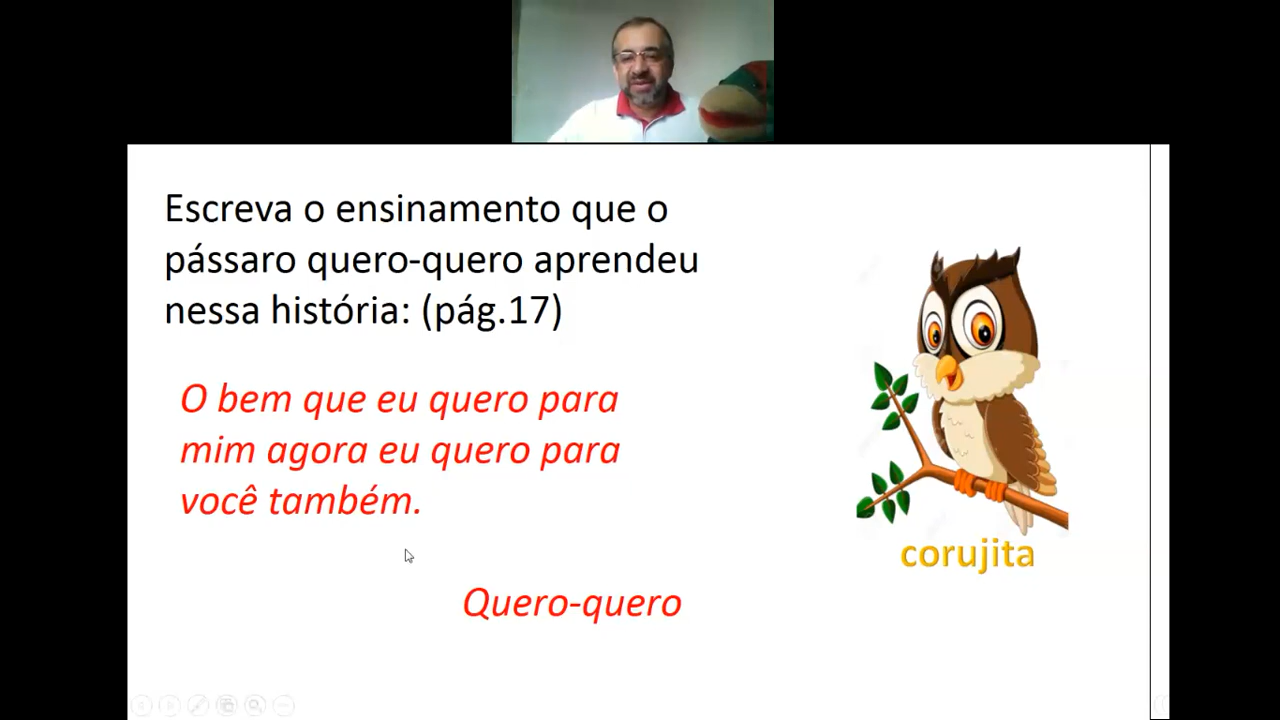 Escreva o ensinamento que o
pássaro quero-quero aprendeu
nessa história: (pág.17)
O bem que eu quero para
mim agora eu quero para
você também.
corujita
Quero-quero